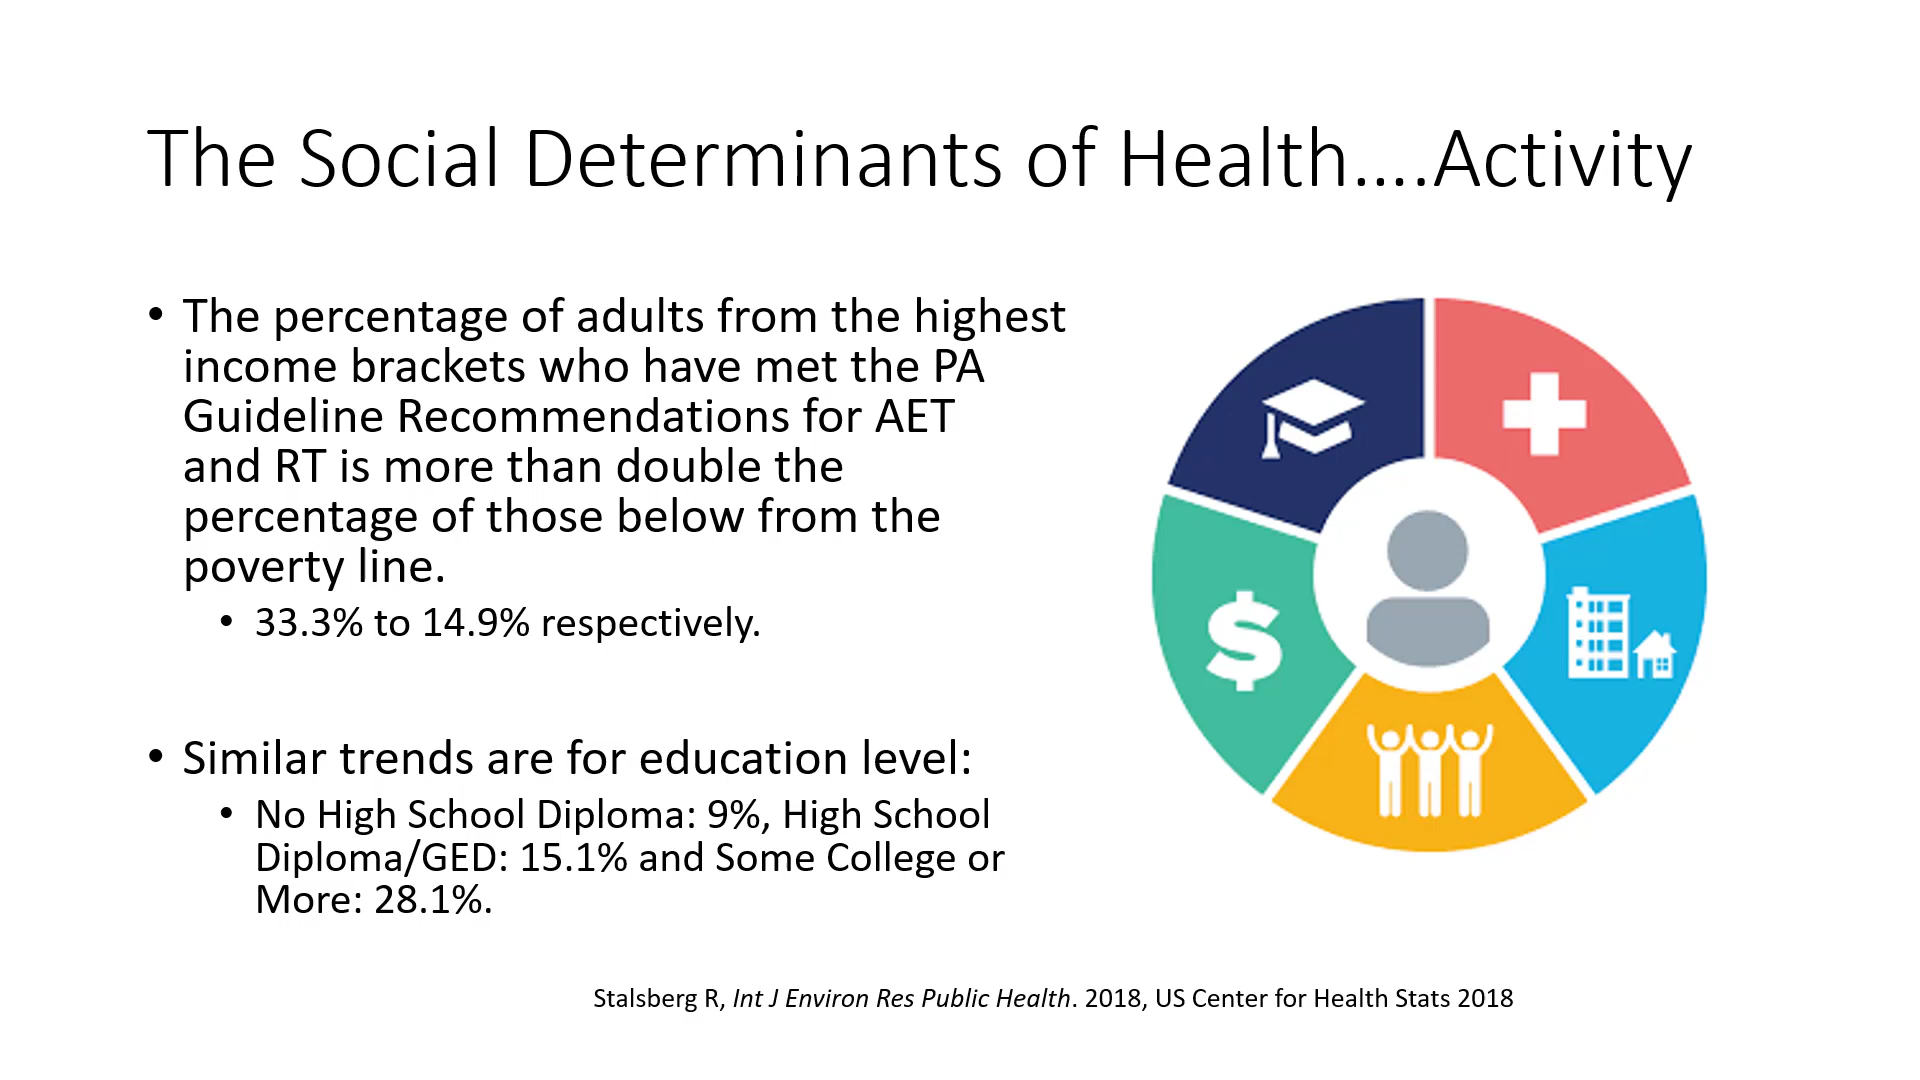 The Social Determinants of Health....Activity
• The percentage of adults from the highest
income brackets who have met the PA
Guideline Recommendations for AET
and RT is more than double the
percentage of those below from the
poverty line.
• 33.3% to 14.9% respectively.
• Similar trends are for education level:
• No High School Diploma: 9%, High School
Diploma/GED: 15.1% and Some College or
More: 28.1%.
$
Stalsberg R, Int J Environ Res Public Health. 2018, US Center for Health Stats 2018